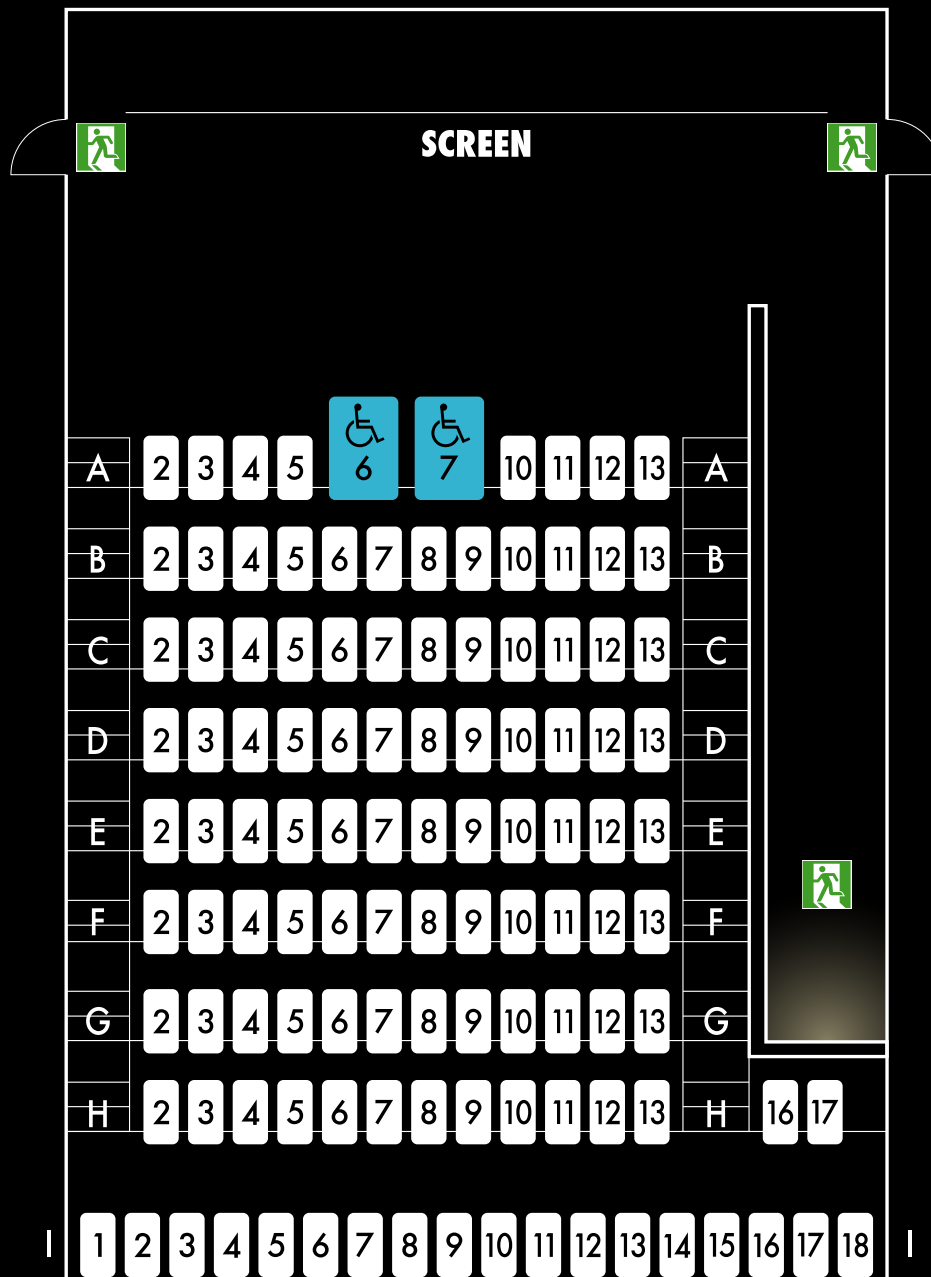 SCREEN
A 2 3 4 5 6 7 10 11 12 13 A
B 2 3 4 5 6 7 8 9 10 11 12 13 B
C 2 3 4 5 6 7 8 9 10 11 12 13 C
D 2 3 4 5 6 7 8 9 10 11 12 13 D
E 2 3 4 5 6 7 8 9 10 11 12 13 E
F 2 3 4 5 6 7 8 9 10 11 12 13 F
G 2 3 4 5 6 7 8 9 10 11 12 13 G
H 2 3 4 5 6 7 8 9 10 11 12 13 H 16 17
I 1 2 3 4 5 6 7 8 9 10 11 12 13 14 15 16 17 18 I